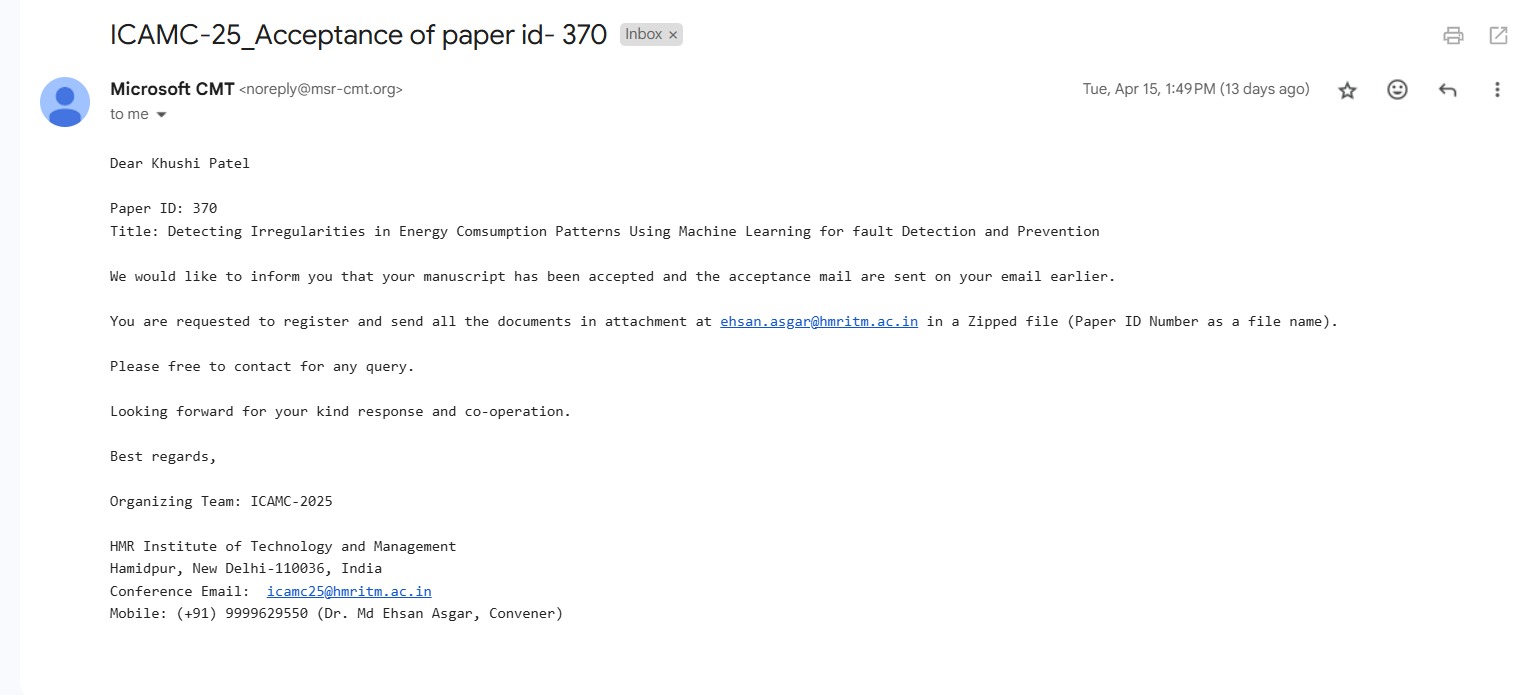 ICAMC-25_Acceptance of paper id- 370 Inbox ×
Microsoft CMT <noreply@msr-cmt.org> Tue, Apr 15, 1:49 PM (13 days ago)
to me
Dear Khushi Patel
Paper ID: 370
Title: Detecting Irregularities in Energy Comsumption Patterns Using Machine Learning for fault Detection and Prevention
We would like to inform you that your manuscript has been accepted and the acceptance mail are sent on your email earlier.
You are requested to register and send all the documents in attachment at ehsan.asgar@hmritm.ac.in in a Zipped file (Paper ID Number as a file name).
Please free to contact for any query.
Looking forward for your kind response and co-operation.
Best regards,
Organizing Team: ICAMC-2025
HMR Institute of Technology and Management
Hamidpur, New Delhi-110036, India
Conference Email: icamc25@hmritm.ac.in
Mobile: (+91) 9999629550 (Dr. Md Ehsan Asgar, Convener)